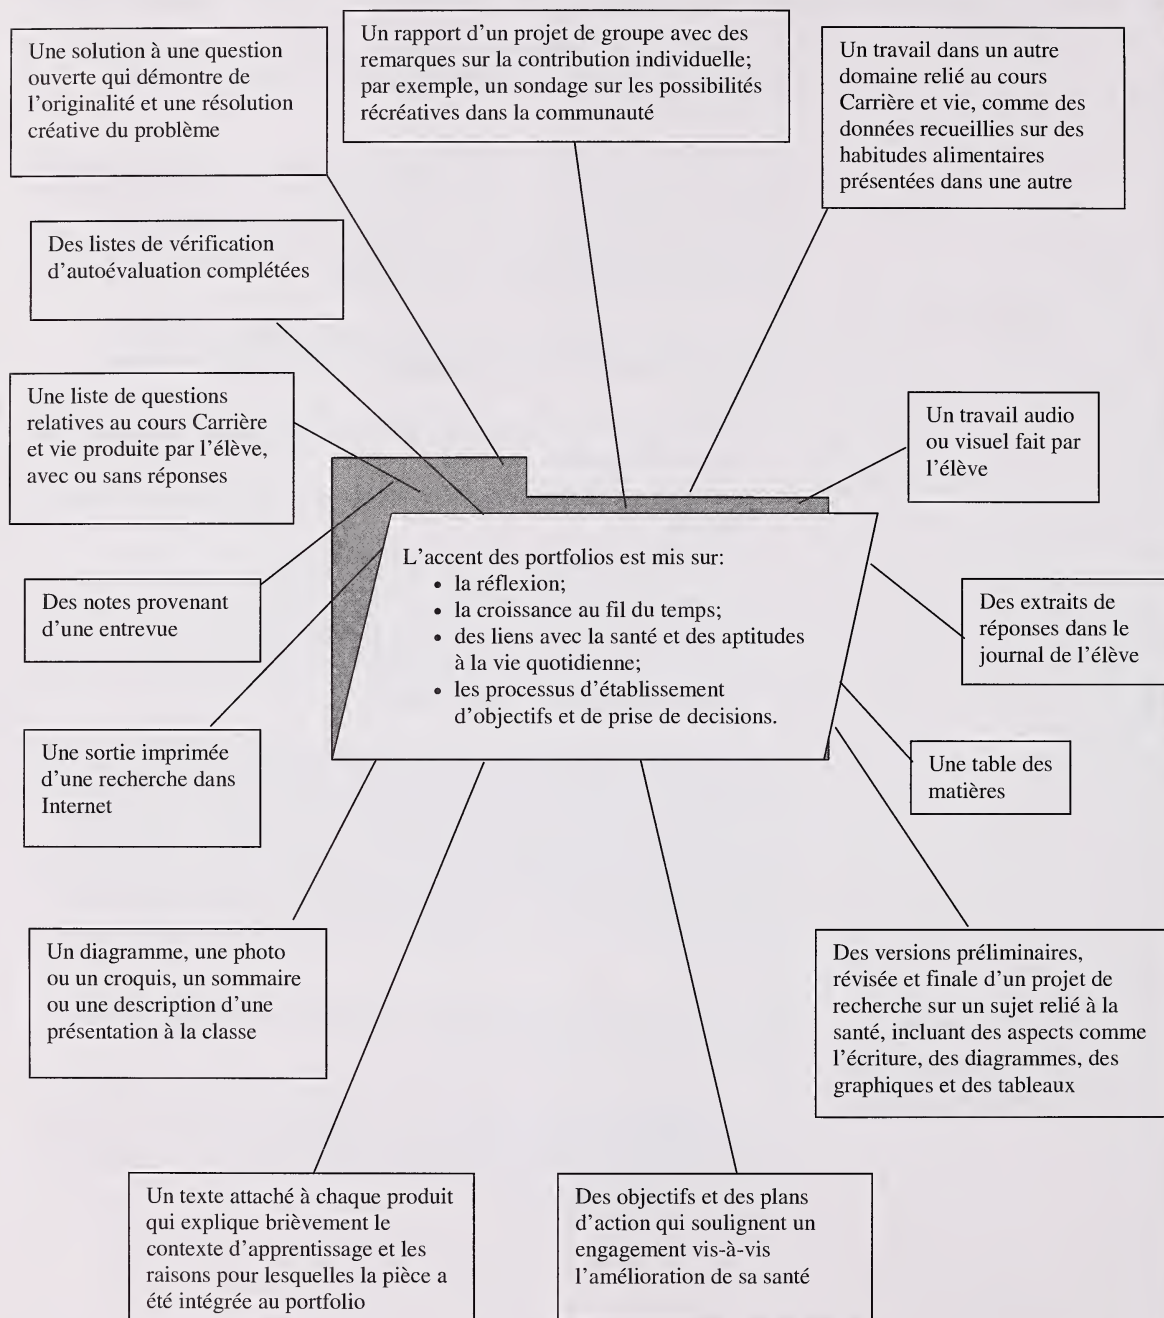 Une solution à une question
ouverte qui démontre de
l'originalité et une résolution
créative du problème
Un rapport d'un projet de groupe avec des
remarques sur la contribution individuelle;
par exemple, un sondage sur les possibilités
récréatives dans la communauté
Un travail dans un autre
domaine relié au cours
Carrière et vie, comme des
données recueillies sur des
habitudes alimentaires
présentées dans une autre
Des listes de vérification
d'autoévaluation complétées
Une liste de questions
relatives au cours Carrière
et vie produite par l'élève,
avec ou sans réponses
Un travail audio
ou visuel fait par
l'élève
L'accent des portfolios est mis sur:
• la réflexion;
• la croissance au fil du temps;
• des liens avec la santé et des aptitudes
à la vie quotidienne;
• les processus d'établissement
d'objectifs et de prise de decisions.
Des notes provenant
d'une entrevue
Des extraits de
réponses dans le
journal de l'élève
Une sortie imprimée
d'une recherche dans
Internet
Une table des
matières
Un diagramme, une photo
ou un croquis, un sommaire
ou une description d'une
présentation à la classe
Des versions préliminaires,
révisée et finale d'un projet de
recherche sur un sujet relié à la
santé, incluant des aspects comme
l'écriture, des diagrammes, des
graphiques et des tableaux
Un texte attaché à chaque produit
qui explique brièvement le
contexte d'apprentissage et les
raisons pour lesquelles la pièce a
été intégrée au portfolio
Des objectifs et des plans
d'action qui soulignent un
engagement vis-à-vis
l'amélioration de sa santé